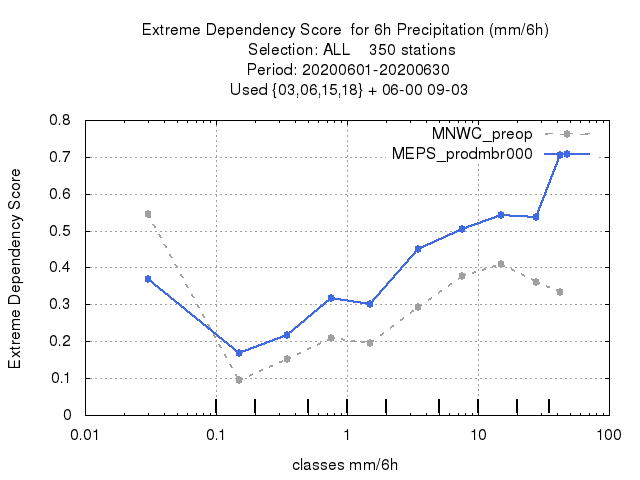 Extreme Dependency Score  for 6h Precipitation (mm/6h)
Selection: ALL    350 stations
Period: 20200601-20200630
Used {03,06,15,18} + 06-00 09-03
MNWC_preop
MEPS_prodmbr000
Extreme Dependency Score
0.8
0.7
0.6
0.5
0.4
0.3
0.2
0.1
0
0.01 0.1 1 10 100
classes mm/6h